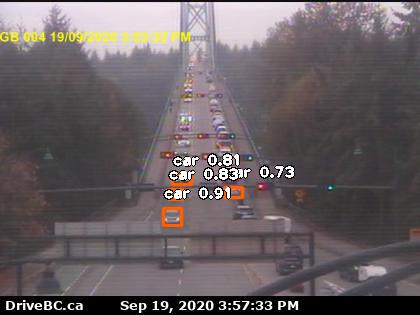 GB 004 19/09/2020 3:53:32 PM
car 0.81
car 0.83
car 0.73
car 0.91
DriveBC.ca
Sep 19, 2020 3:57:33 PM